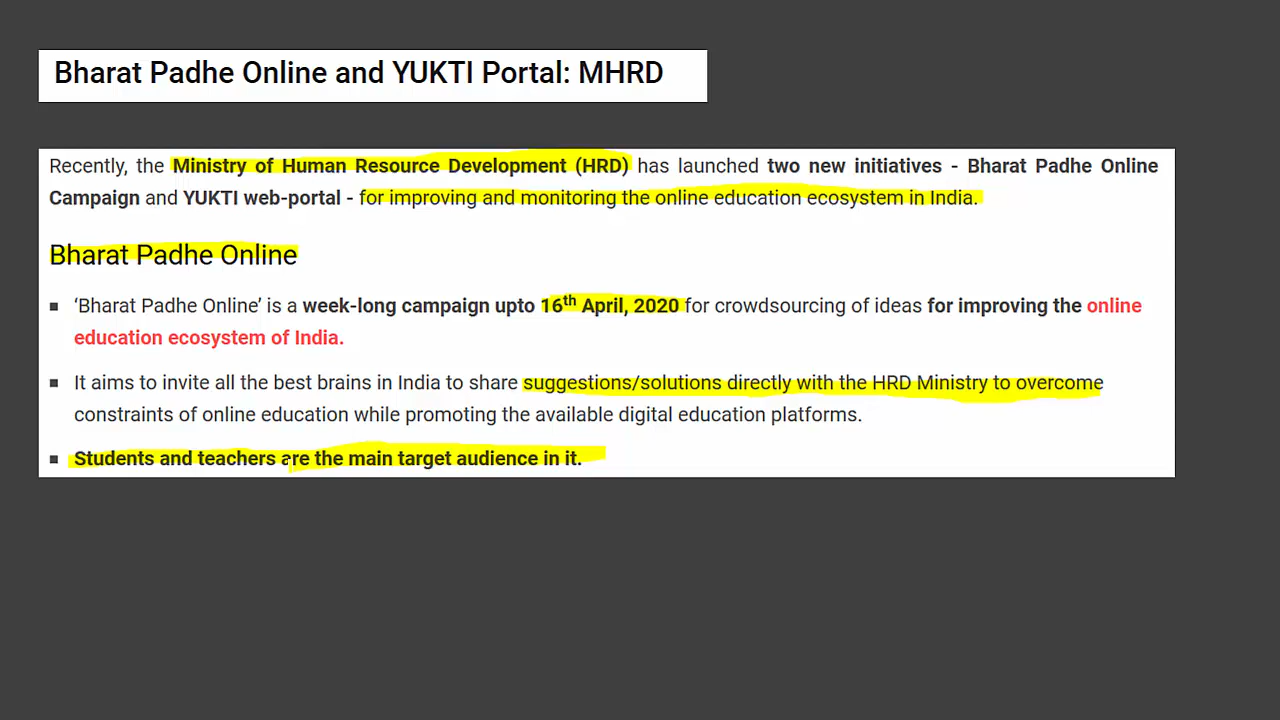 Bharat Padhe Online and YUKTI Portal: MHRD
Recently, the Ministry of Human Resource Development (HRD) has launched two new initiatives - Bharat Padhe Online
Campaign and YUKTI web-portal - for improving and monitoring the online education ecosystem in India.
Bharat Padhe Online
▪ ‘Bharat Padhe Online’ is a week-long campaign upto 16th April, 2020 for crowdsourcing of ideas for improving the online
education ecosystem of India.
▪ It aims to invite all the best brains in India to share suggestions/solutions directly with the HRD Ministry to overcome
constraints of online education while promoting the available digital education platforms.
▪ Students and teachers are the main target audience in it.